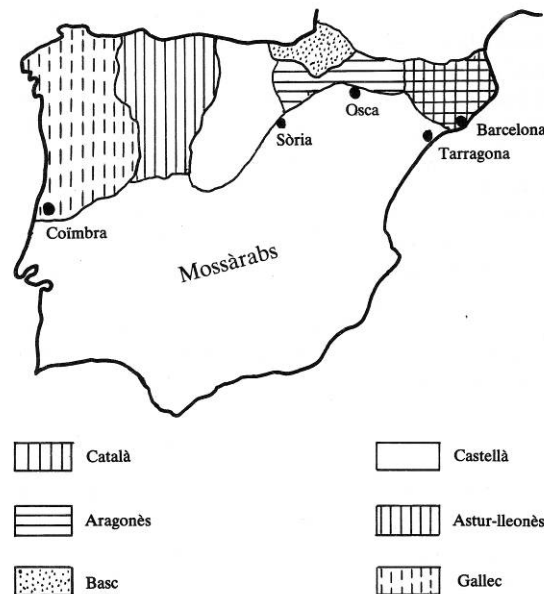 Osca
Sòria
Barcelona
Tarragona
Coïmbra
Mossàrabs
Català
Castellà
Aragonès
Astur-lleonès
Basc
Gallec